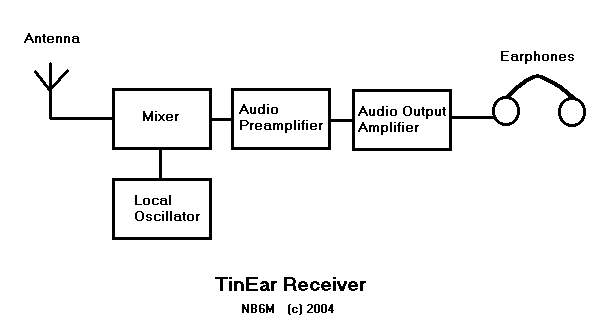 Antenna
Earphones
Mixer
Audio
Preamplifier
Audio Output
Amplifier
Local
Oscillator
TinEar Receiver
NB6M (c) 2004